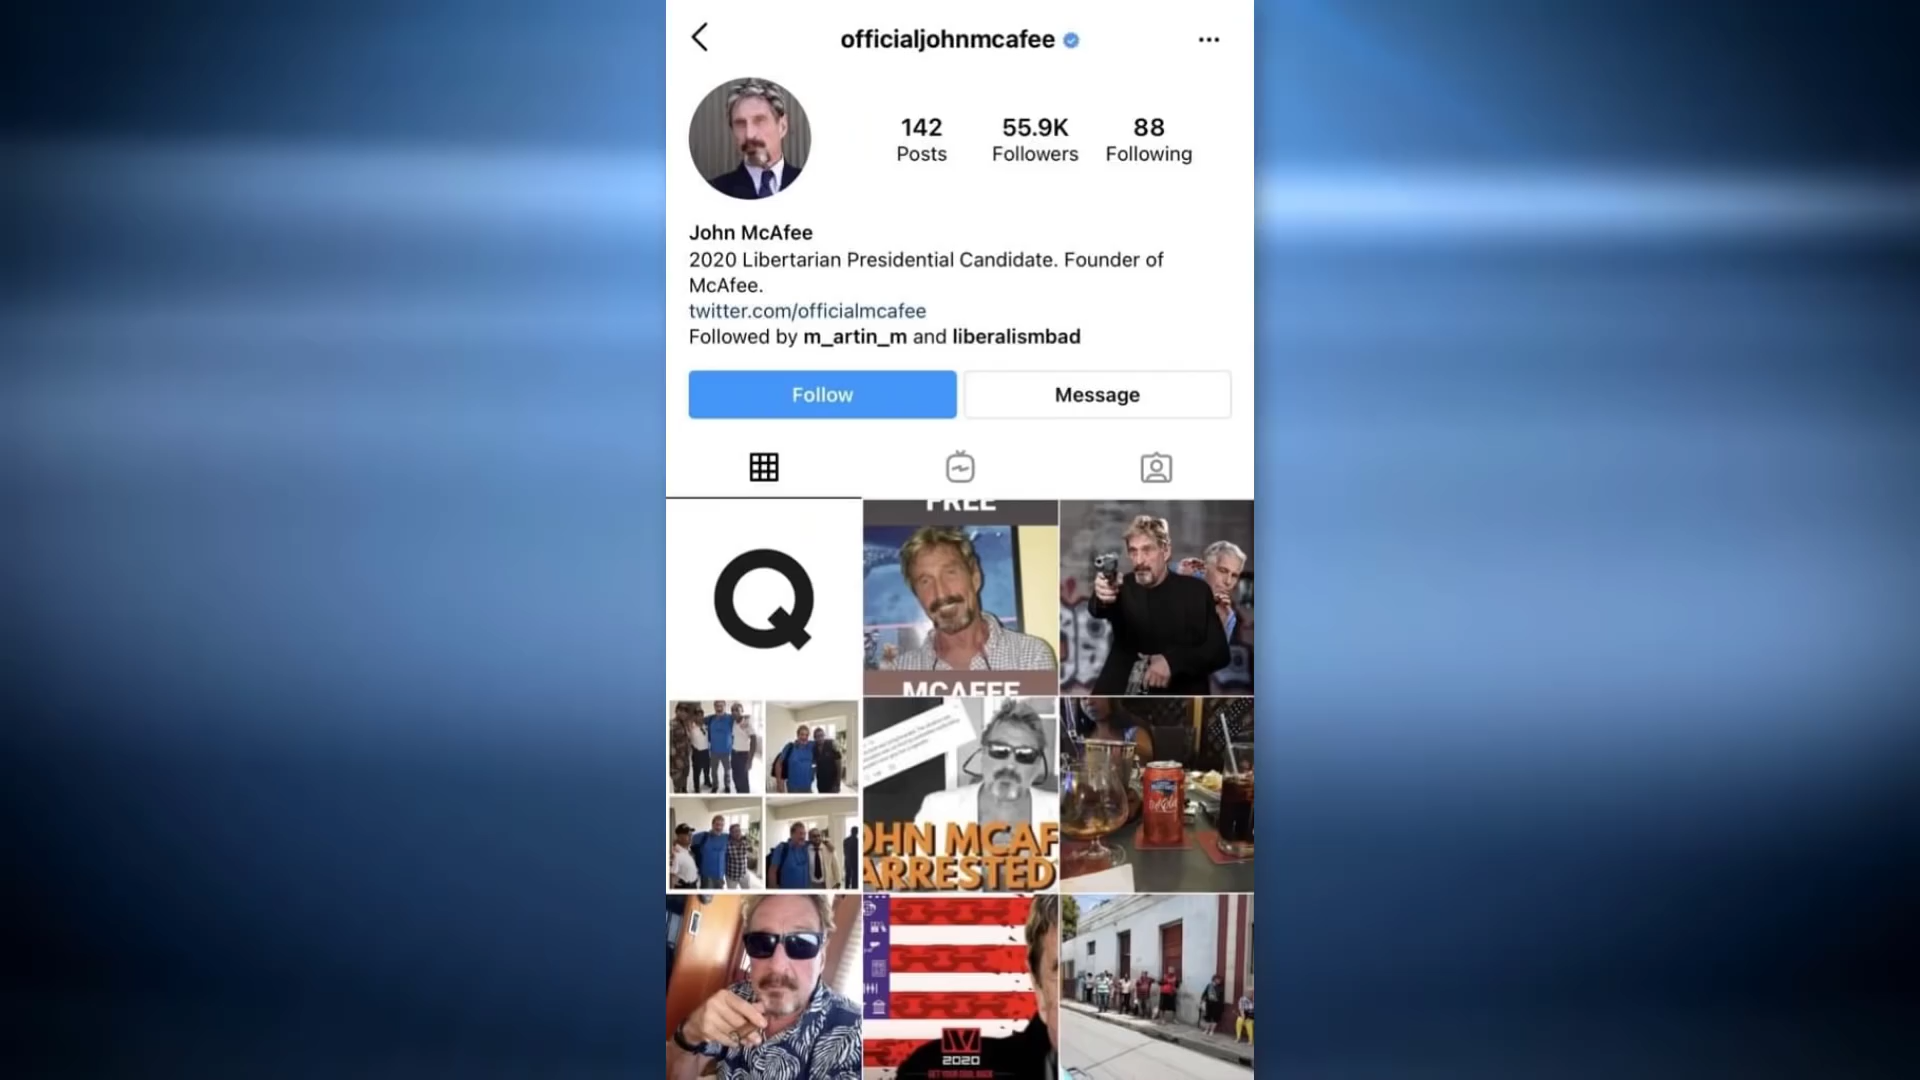 officialjohnmcafee
142
55.9K
88
Posts
Followers
Following
John McAfee
2020 Libertarian Presidential Candidate. Founder of
McAfee.
twitter.com/officialmcafee
Followed by m_artin_m and liberalismbad
Follow
Message
Q
FREE
MCAFEE
OHN MCAF
ARRESTED
2020